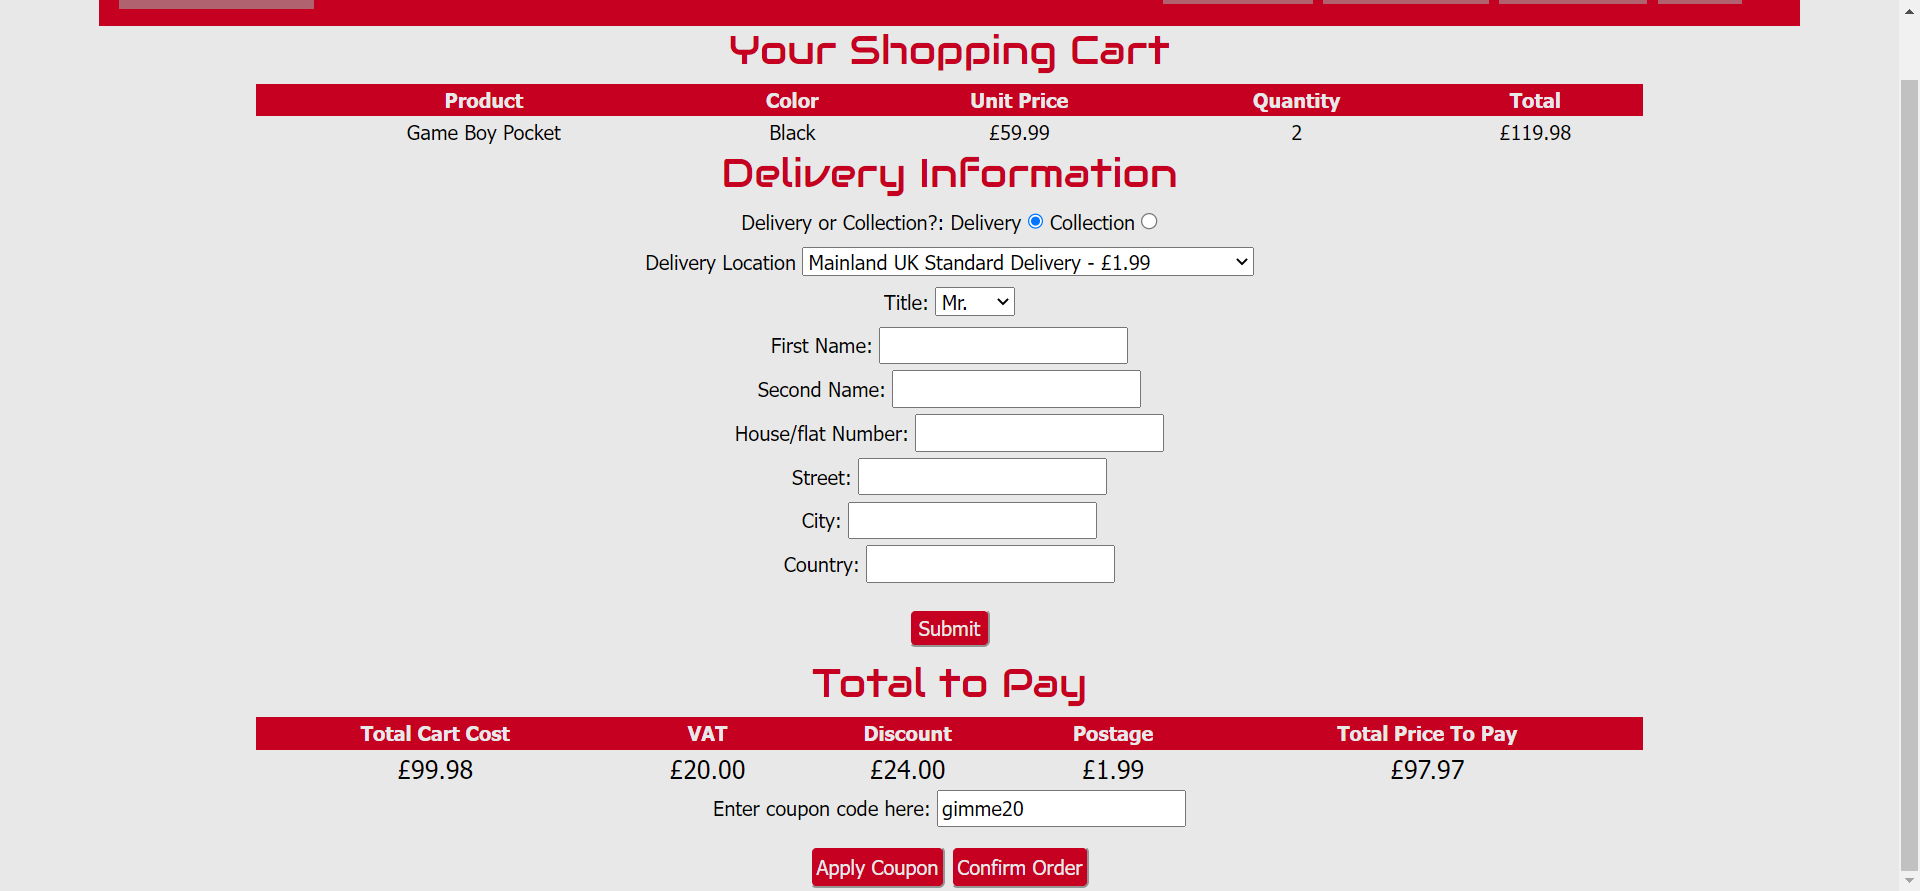 Your Shopping Cart
Product Color Unit Price Quantity Total
Game Boy Pocket Black £59.99 2 £119.98
Delivery Information
Delivery or Collection?: Delivery Collection
Delivery Location Mainland UK Standard Delivery - £1.99
Title: Mr.
First Name:
Second Name:
House/flat Number:
Street:
City:
Country:
Submit
Total to Pay
Total Cart Cost VAT Discount Postage Total Price To Pay
£99.98 £20.00 £24.00 £1.99 £97.97
Enter coupon code here: gimme20
Apply Coupon Confirm Order